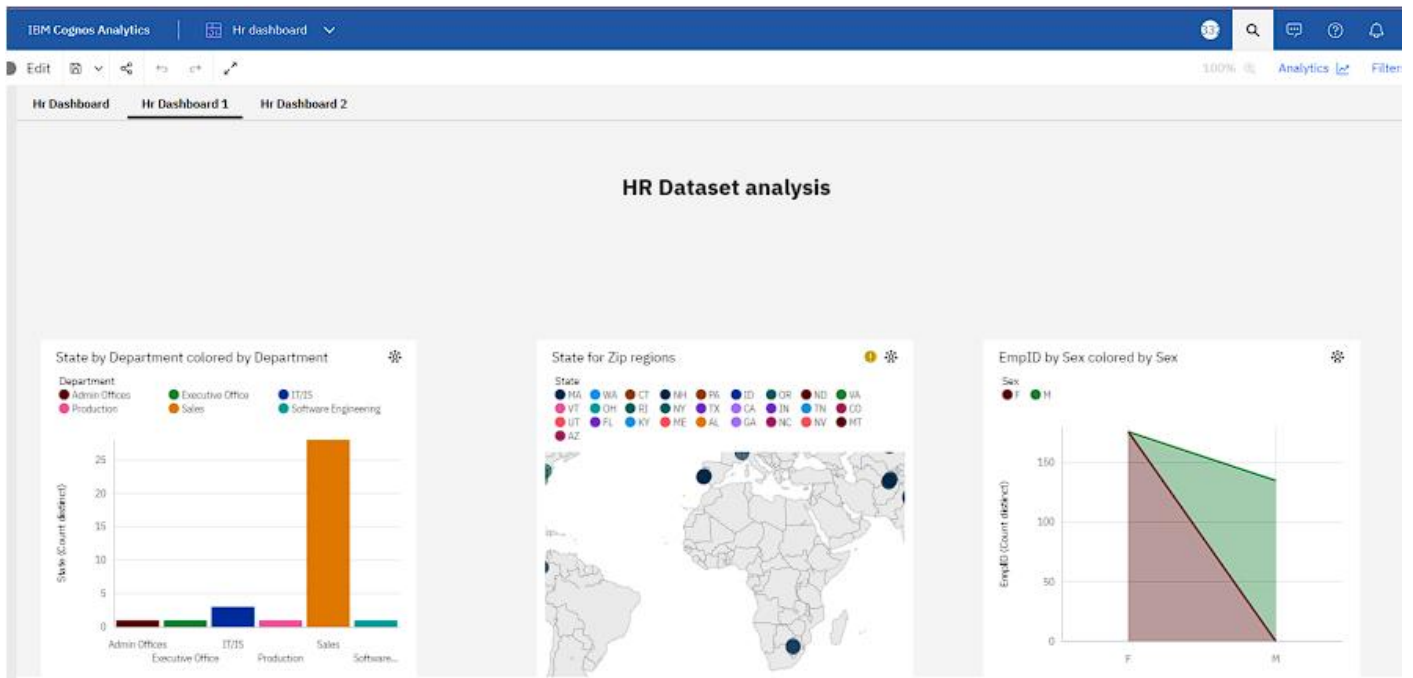 IBM Cognos Analytics
Hr dashboard
Edit
100%
Analytics
Filters
Hr Dashboard
Hr Dashboard 1
Hr Dashboard 2
HR Dataset analysis
State by Department colored by Department
Department
Admin Offices Executive Office IT/IS
Production Sales Software Engineering
State (Count distinct)
25
20
15
10
5
0
Admin Offices IT/IS Sales
Executive Office Production Software...
State for Zip regions
State
MA WA CT NH PA ID OR ND VA
VT OH RI NY TX CA IN TN CO
UT FL KY ME AL GA NC NV MT
AZ
EmpID by Sex colored by Sex
Sex
F M
EmpID (Count distinct)
150
100
50
0
F M